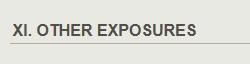 XI. OTHER EXPOSURES